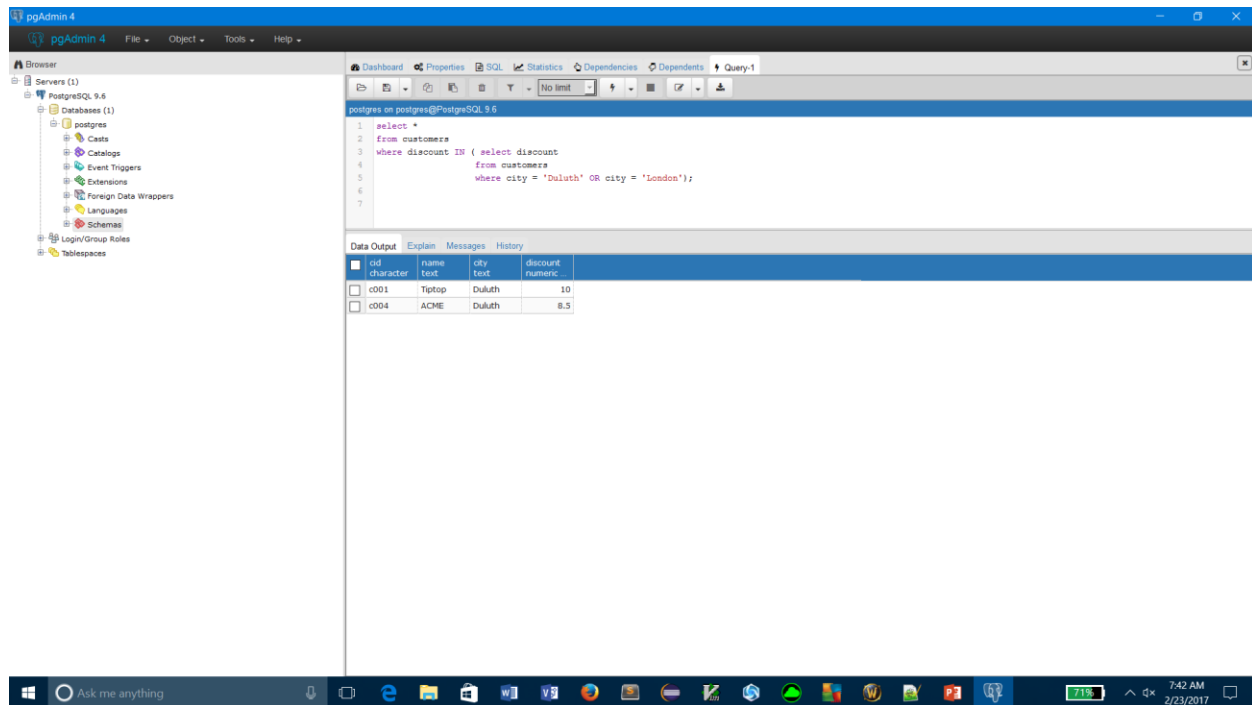 pgAdmin 4
pgAdmin 4 File Object Tools Help
Browser
Servers (1)
PostgreSQL 9.6
Databases (1)
postgres
Casts
Catalogs
Event Triggers
Extensions
Foreign Data Wrappers
Languages
Schemas
Login/Group Roles
Tablespaces
Dashboard Properties SQL Statistics Dependencies Dependents Query-1
No limit
postgres on postgres@PostgreSQL 9.6
1 select *
2 from customers
3 where discount IN ( select discount
4 from customers
5 where city = 'Duluth' OR city = 'London');
6
7
Data Output Explain Messages History
cid name city discount
character text text numeric ...
c001 Tiptop Duluth 10
c004 ACME Duluth 8.5
Ask me anything
71%
7:42 AM
2/23/2017